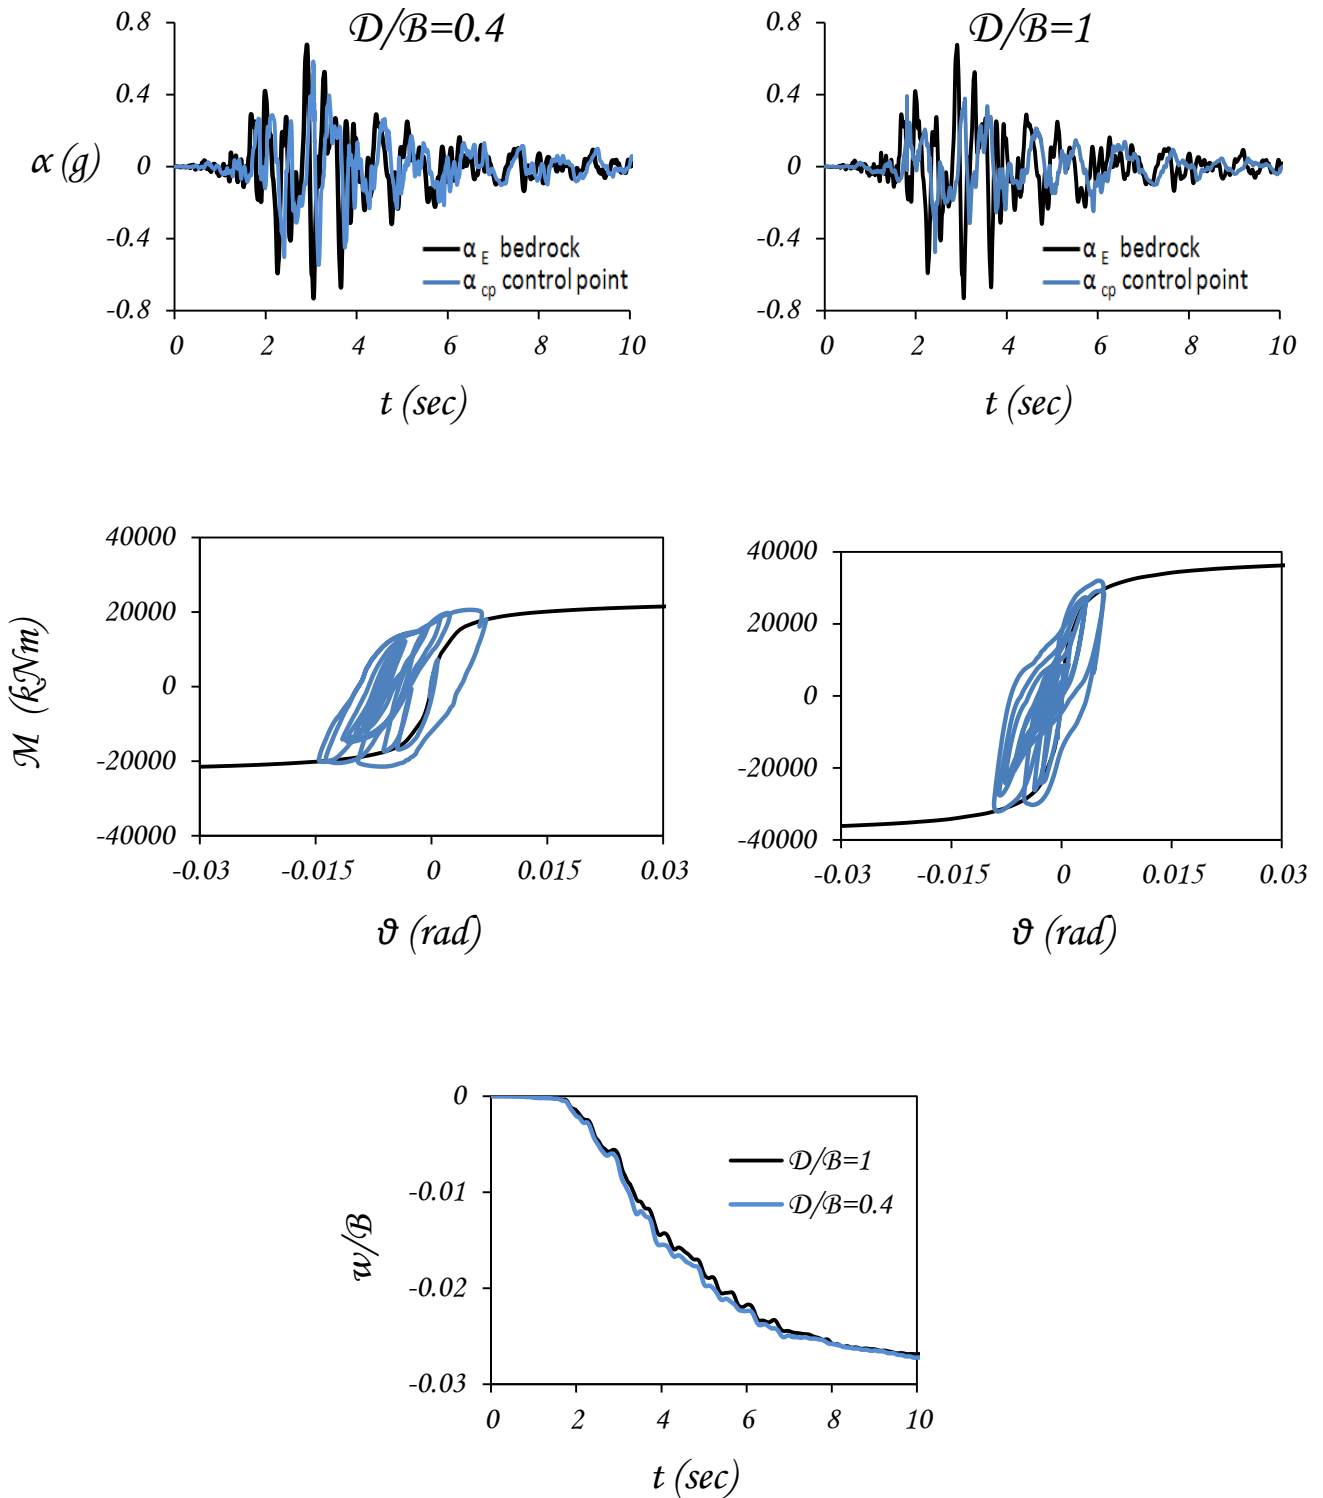 D/B=0.4
0.8
0.4
0
-0.4
-0.8
α (g)
α E bedrock
α cp control point
0 2 4 6 8 10
t (sec)
D/B=1
0.8
0.4
0
-0.4
-0.8
α E bedrock
α cp control point
0 2 4 6 8 10
t (sec)
40000
20000
0
-20000
-40000
M (kNm)
-0.03 -0.015 0 0.015 0.03
ϑ (rad)
40000
20000
0
-20000
-40000
-0.03 -0.015 0 0.015 0.03
ϑ (rad)
0
-0.01
-0.02
-0.03
w/B
D/B=1
D/B=0.4
0 2 4 6 8 10
t (sec)